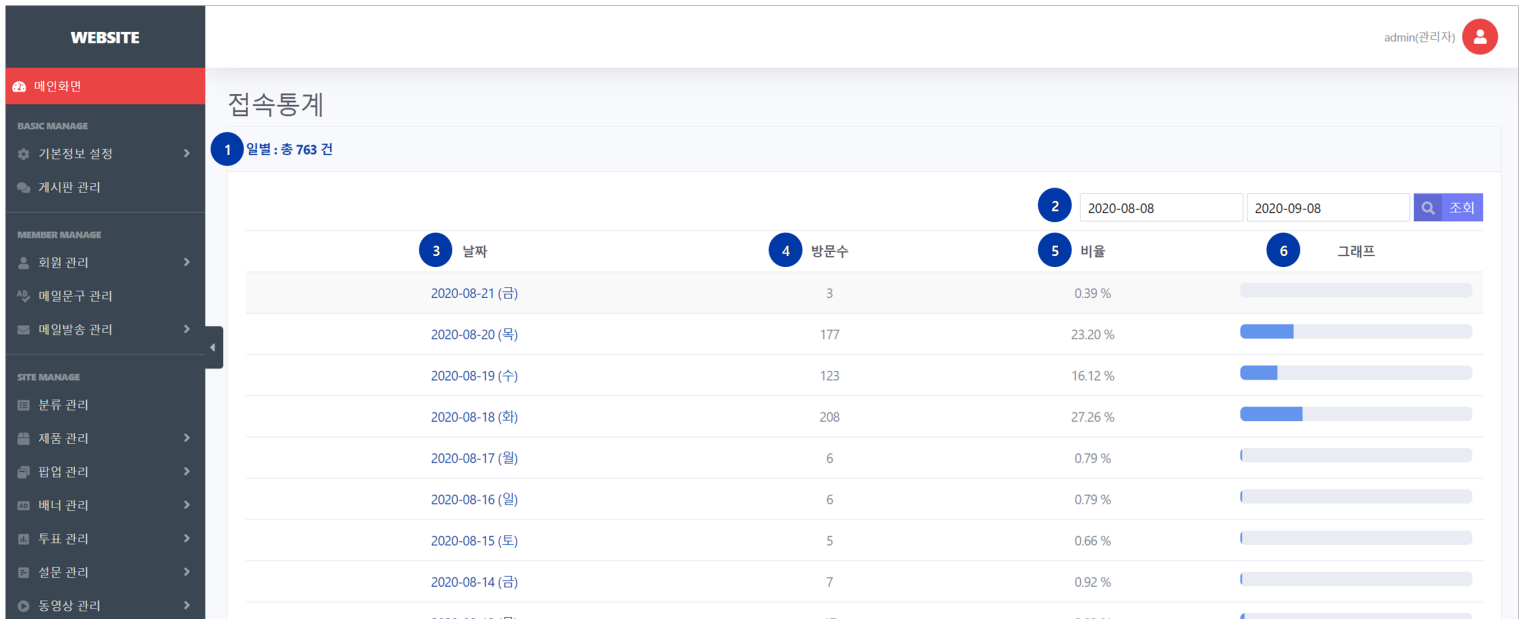 WEBSITE
admin(관리자)
메인화면
BASIC MANAGE
기본정보 설정
게시판 관리
MEMBER MANAGE
회원 관리
메일문구 관리
메일발송 관리
SITE MANAGE
분류 관리
제품 관리
팝업 관리
배너 관리
투표 관리
설문 관리
동영상 관리
접속통계
1 일별 : 총 763 건
2 2020-08-08 2020-09-08 조회
3 날짜 4 방문수 5 비율 6 그래프
2020-08-21 (금) 3 0.39 %
2020-08-20 (목) 177 23.20 %
2020-08-19 (수) 123 16.12 %
2020-08-18 (화) 208 27.26 %
2020-08-17 (월) 6 0.79 %
2020-08-16 (일) 6 0.79 %
2020-08-15 (토) 5 0.66 %
2020-08-14 (금) 7 0.92 %